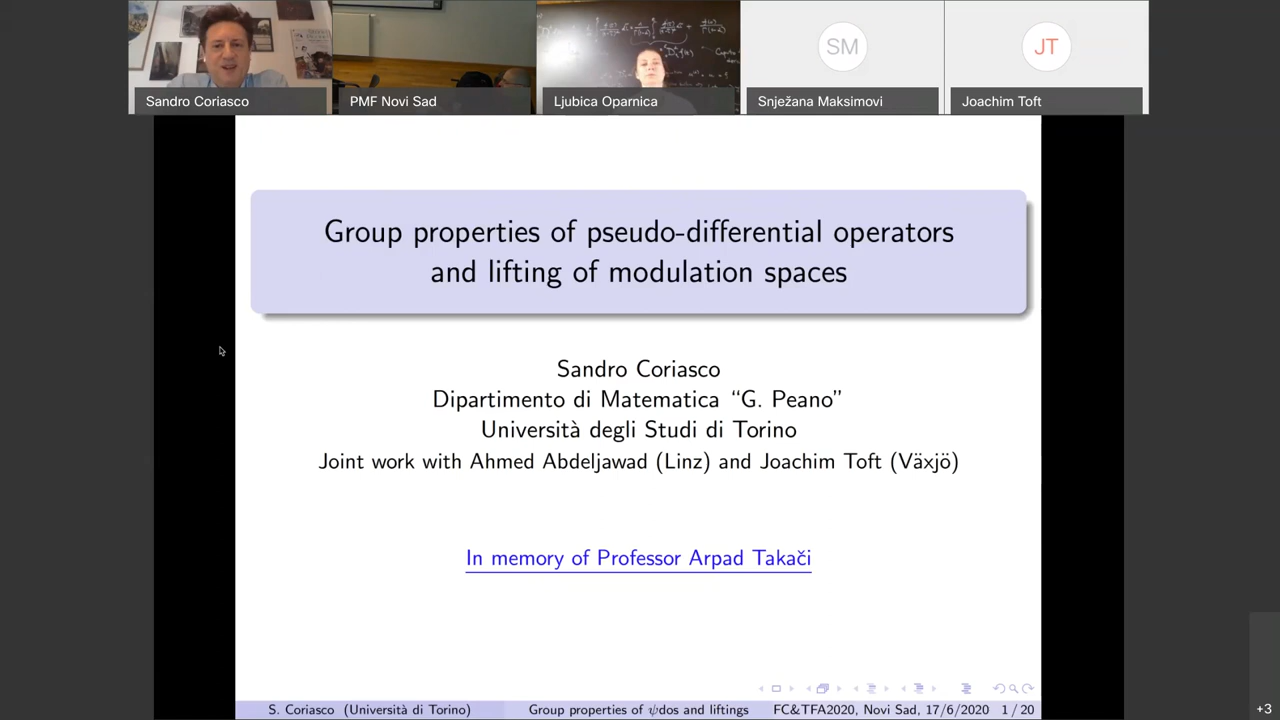 SM
JT
Sandro Coriasco
PMF Novi Sad
Ljubica Oparnica
Snježana Maksimovi
Joachim Toft
Group properties of pseudo-differential operators
and lifting of modulation spaces
Sandro Coriasco
Dipartimento di Matematica “G. Peano”
Università degli Studi di Torino
Joint work with Ahmed Abdeljawad (Linz) and Joachim Toft (Växjö)
In memory of Professor Arpad Takači
S. Coriasco (Università di Torino) Group properties of ψdos and liftings FC&TFA2020, Novi Sad, 17/6/2020 1 / 20
+3